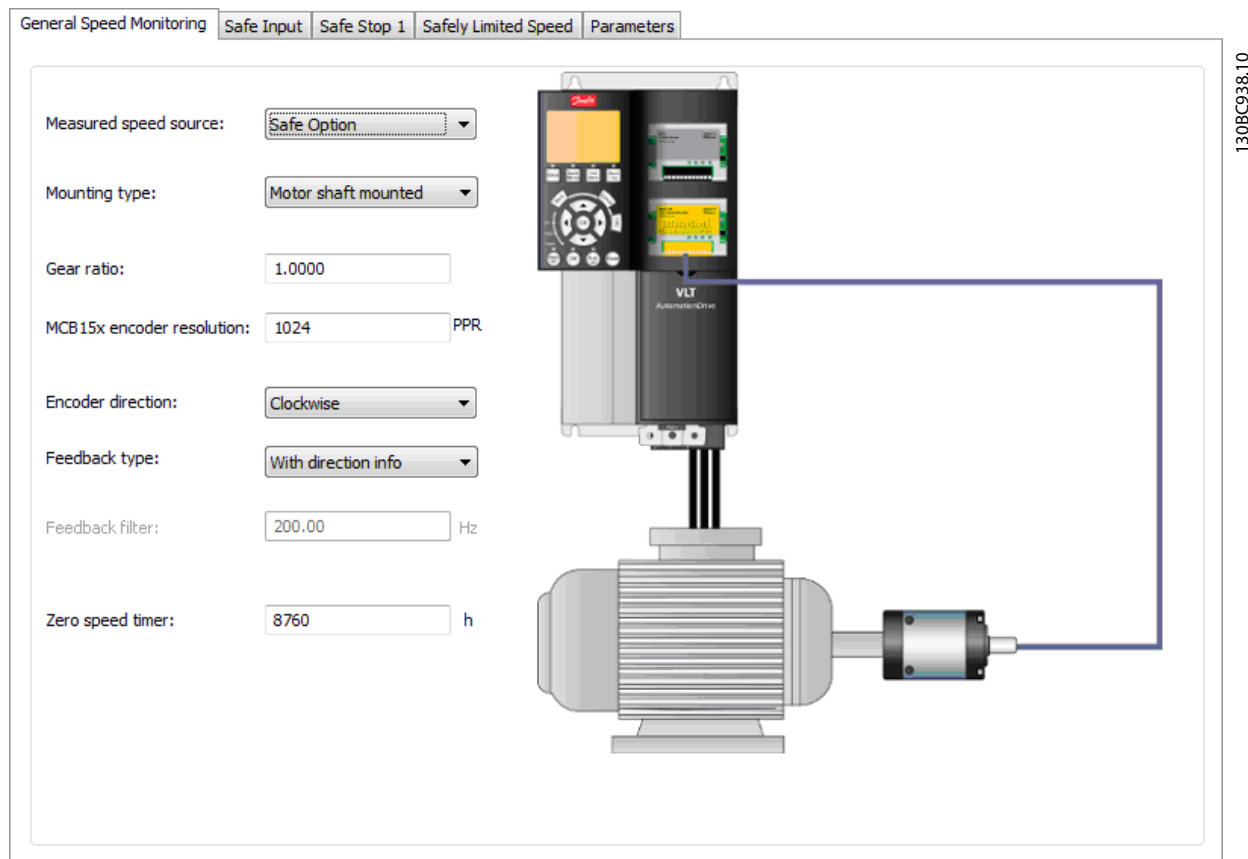 General Speed Monitoring
Safe Input
Safe Stop 1
Safely Limited Speed
Parameters
130BC938.10
Measured speed source:
Safe Option
Mounting type:
Motor shaft mounted
Gear ratio:
1.0000
MCB15x encoder resolution:
1024
PPR
Encoder direction:
Clockwise
Feedback type:
With direction info
Feedback filter:
200.00
Hz
Zero speed timer:
8760
h
Danfoss
VLT
AutomationDrive